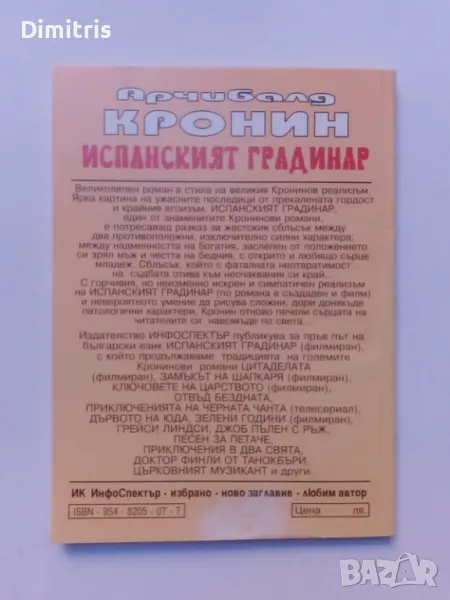 Dimitris
Арчибалд
КРОНИН
ИСПАНСКИЯТ ГРАДИНАР
Великолепен роман в стила на великия Кронинов реализъм.
Ярка картина на ужасните последици от прекалената гордост
и крайния егоизъм. ИСПАНСКИЯТ ГРАДИНАР,
един от знаменитите Кронинови романи,
е потресаващ разказ за жестокия сблъсък между
два противоположни, изключително силни характера;
между надменността на богатия, заслепен от положението
си зрял мъж и честта на бедния, с открито и любящо сърце
младеж. Сблъсък, който с фаталната неотвратимост
на съдбата отива към неочаквания си край...
С горчивия, но неизменно искрен и симпатичен реализъм
на ИСПАНСКИЯТ ГРАДИНАР (по романа е създаден и филм)
и невероятното умение да рисува сложни, дори донякъде
патологични характери, Кронин отново печели сърцата на
читателите си навсякъде по света...
Издателство ИНФОСПЕКТЪР публикува за пръв път на
български език ИСПАНСКИЯТ ГРАДИНАР (филмиран),
с който продължаваме традицията на големите
Кронинови романи ЦИТАДЕЛАТА
(филмиран), ЗАМЪКЪТ НА ШАПКАРЯ (филмиран),
КЛЮЧОВЕТЕ НА ЦАРСТВОТО (филмиран),
ОТВЪД БЕЗДНАТА,
ПРИКЛЮЧЕНИЯТА НА ЧЕРНАТА ЧАНТА (телесериал),
ДЪРВОТО НА ЮДА, ЗЕЛЕНИ ГОДИНИ (филмиран),
ГРЕЙСИ ЛИНДСИ, ДЖОБ ПЪЛЕН С РЪЖ,
ПЕСЕН ЗА ПЕТАЧЕ,
ПРИКЛЮЧЕНИЯ В ДВА СВЯТА,
ДОКТОР ФИНЛИ ОТ ТАНОКБЪРИ,
ЦЪРКОВНИЯТ МУЗИКАНТ и други.
ИК ИнфоСпектър • избрано • ново заглавие • любим автор
ISBN - 954 - 8205 - 07 - 7
Цена лв.
BAZAR
.bg